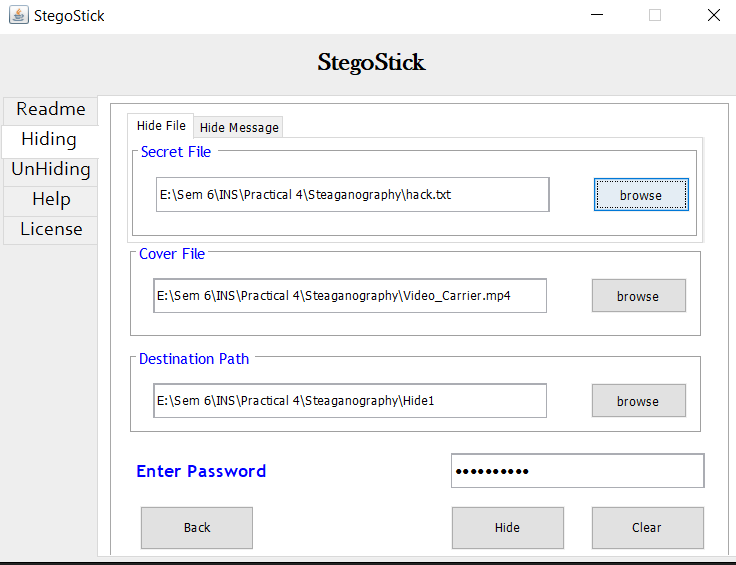 StegoStick
StegoStick
Readme
Hiding
UnHiding
Help
License
Hide File
Hide Message
Secret File
E:\Sem 6\INS\Practical 4\Steaganography\hack.txt
browse
Cover File
E:\Sem 6\INS\Practical 4\Steaganography\Video_Carrier.mp4
browse
Destination Path
E:\Sem 6\INS\Practical 4\Steaganography\Hide1
browse
Enter Password
••••••••••
Back
Hide
Clear